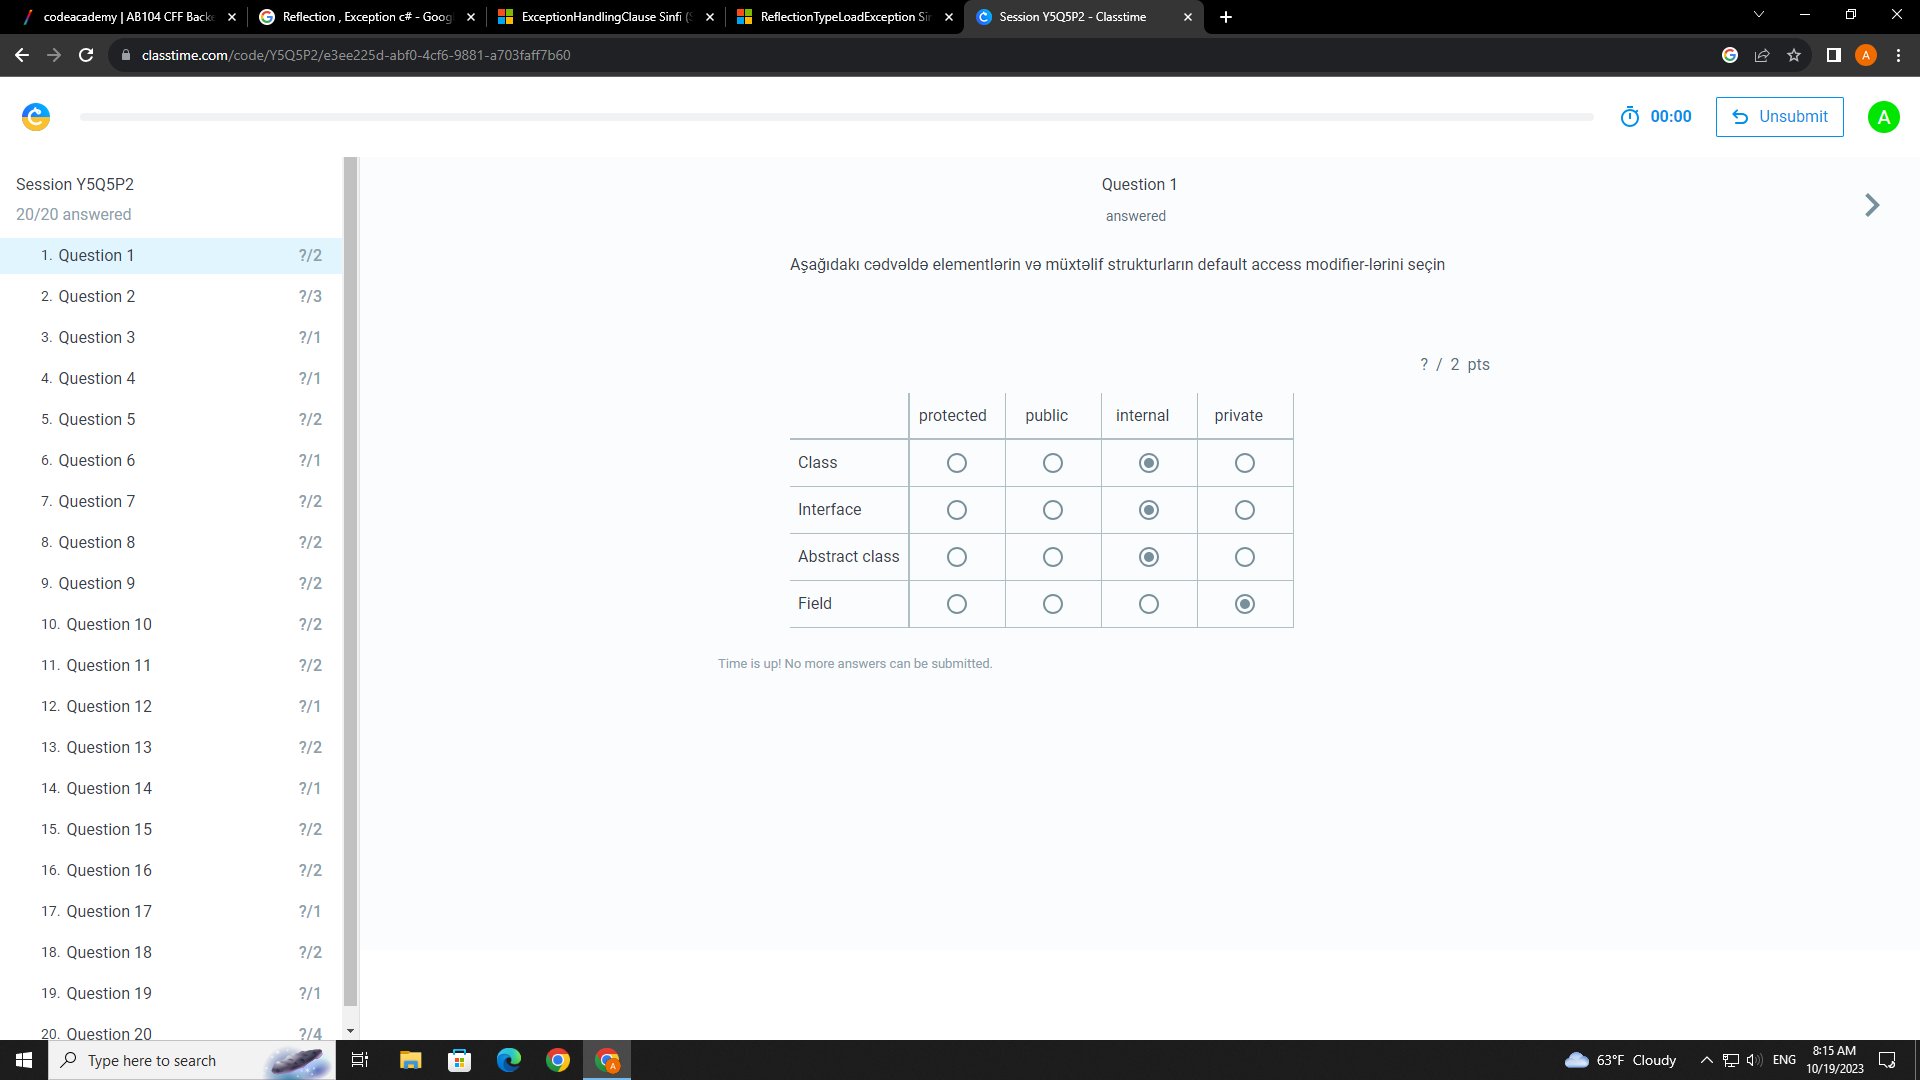 codeacademy | AB104 CFF Backe
Reflection , Exception c# - Goog
ExceptionHandlingClause Sinfi (S
ReflectionTypeLoadException Sin
Session Y5Q5P2 - Classtime
classtime.com/code/Y5Q5P2/e3ee225d-abf0-4cf6-9881-a703faff7b60
A
00:00
Unsubmit
A
Session Y5Q5P2
20/20 answered
1. Question 1 ?/2
2. Question 2 ?/3
3. Question 3 ?/1
4. Question 4 ?/1
5. Question 5 ?/2
6. Question 6 ?/1
7. Question 7 ?/2
8. Question 8 ?/2
9. Question 9 ?/2
10. Question 10 ?/2
11. Question 11 ?/2
12. Question 12 ?/1
13. Question 13 ?/2
14. Question 14 ?/1
15. Question 15 ?/2
16. Question 16 ?/2
17. Question 17 ?/1
18. Question 18 ?/2
19. Question 19 ?/1
20. Question 20 ?/4
Question 1
answered
Aşağıdakı cədvəldə elementlərin və müxtəlif strukturların default access modifier-lərini seçin
? / 2 pts
protected public internal private
Class
Interface
Abstract class
Field
Time is up! No more answers can be submitted.
Type here to search
A
63°F Cloudy
ENG
8:15 AM
10/19/2023